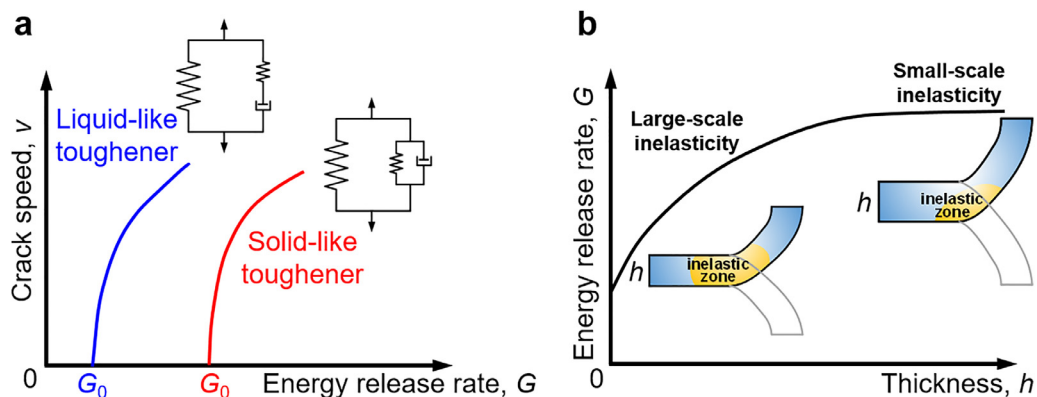 a
Crack speed, v
Liquid-like
toughener
Solid-like
toughener
0
G₀
G₀
Energy release rate, G
b
Energy release rate, G
Large-scale
inelasticity
Small-scale
inelasticity
h
inelastic
zone
h
inelastic
zone
0
Thickness, h